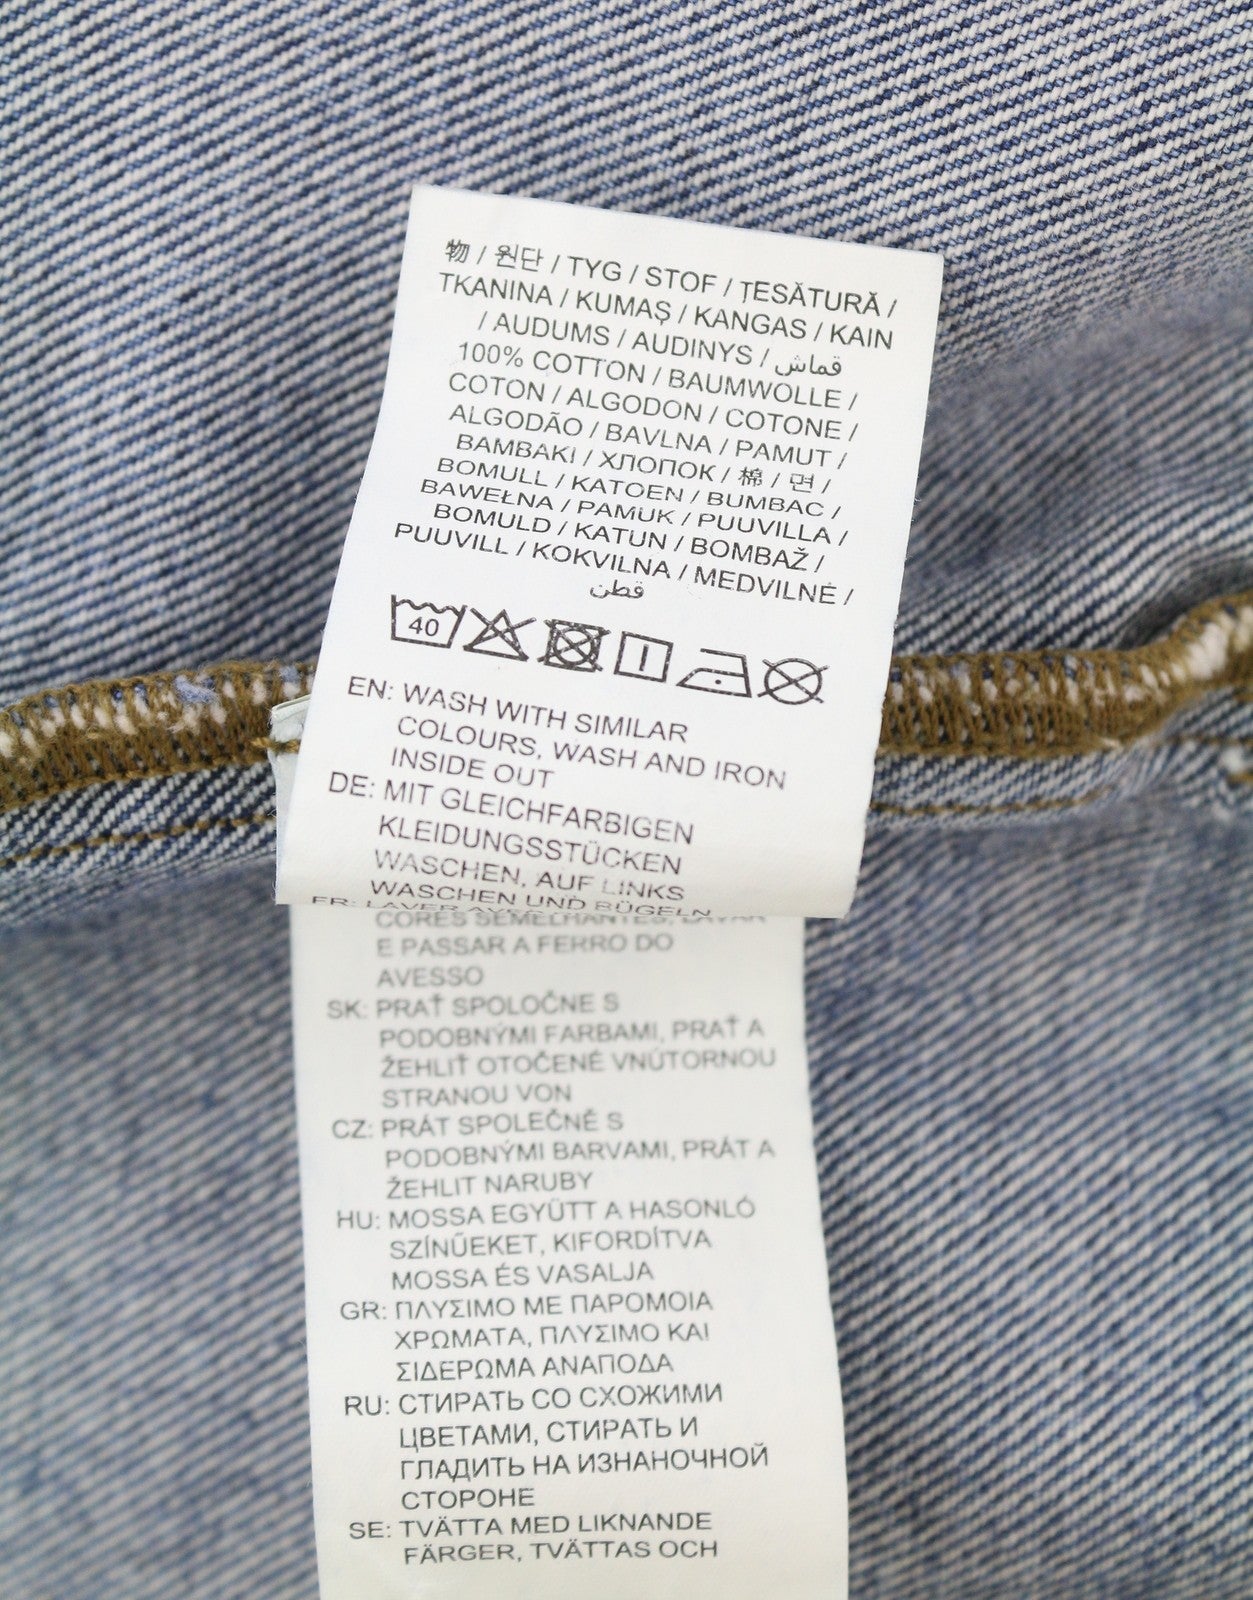 物 / 원단 / TYG / STOF / ȚESĂTURĂ /
TKANINA / KUMAŞ / KANGAS / KAIN
/ AUDUMS / AUDINYS / قماش
100% COTTON / BAUMWOLLE /
COTON / ALGODON / COTONE /
ALGODÃO / BAVLNA / PAMUT /
BAMBAKI / ХЛОПОК / 棉 / 면 /
BOMULL / KATOEN / BUMBAC /
BAWEŁNA / PAMUK / PUUVILLA /
BOMULD / KATUN / BOMBAŽ /
PUUVILL / KOKVILNA / MEDVILNĖ /
قطن
40
EN: WASH WITH SIMILAR
COLOURS, WASH AND IRON
INSIDE OUT
DE: MIT GLEICHFARBIGEN
KLEIDUNGSSTÜCKEN
WASCHEN, AUF LINKS
WASCHEN UND BÜGELN
FR: LAVER
CORES SEMELHANTES, LAVAR
E PASSAR A FERRO DO
AVESSO
SK: PRAŤ SPOLOČNE S
PODOBNÝMI FARBAMI, PRAŤ A
ŽEHLIŤ OTOČENÉ VNÚTORNOU
STRANOU VON
CZ: PRÁT SPOLEČNĚ S
PODOBNÝMI BARVAMI, PRÁT A
ŽEHLIT NARUBY
HU: MOSSA EGYÜTT A HASONLÓ
SZÍNŰEKET, KIFORDÍTVA
MOSSA ÉS VASALJA
GR: ΠΛΥΣΙΜΟ ΜΕ ΠΑΡΟΜΟΙΑ
ΧΡΩΜΑΤΑ, ΠΛΥΣΙΜΟ ΚΑΙ
ΣΙΔΕΡΩΜΑ ΑΝΑΠΟΔΑ
RU: СТИРАТЬ СО СХОЖИМИ
ЦВЕТАМИ, СТИРАТЬ И
ГЛАДИТЬ НА ИЗНАНОЧНОЙ
СТОРОНЕ
SE: TVÄTTA MED LIKNANDE
FÄRGER, TVÄTTAS OCH